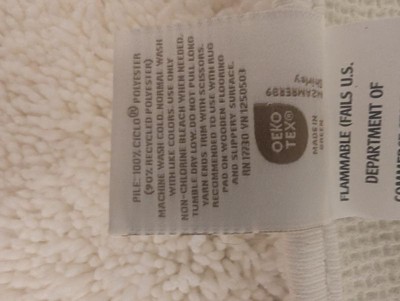 PILE: 100% CICLO® POLYESTER
(90% RECYCLED POLYESTER)
MACHINE WASH COLD. NORMAL WASH
WITH LIKE COLORS. USE ONLY
NON-CHLORINE BLEACH WHEN NEEDED.
TUMBLE DRY LOW. DO NOT PULL LONG
YARN ENDS TRIM WITH SCISSORS.
RECOMMENDED TO USE WITH RUG
PAD ON WOODEN FLOORING
AND SLIPPERY SURFACE.
RN 17730 VN 1250503
OEKO
TEX®
Shirley
MADE IN
FLAMMABLE (FAILS U.S.
DEPARTMENT OF